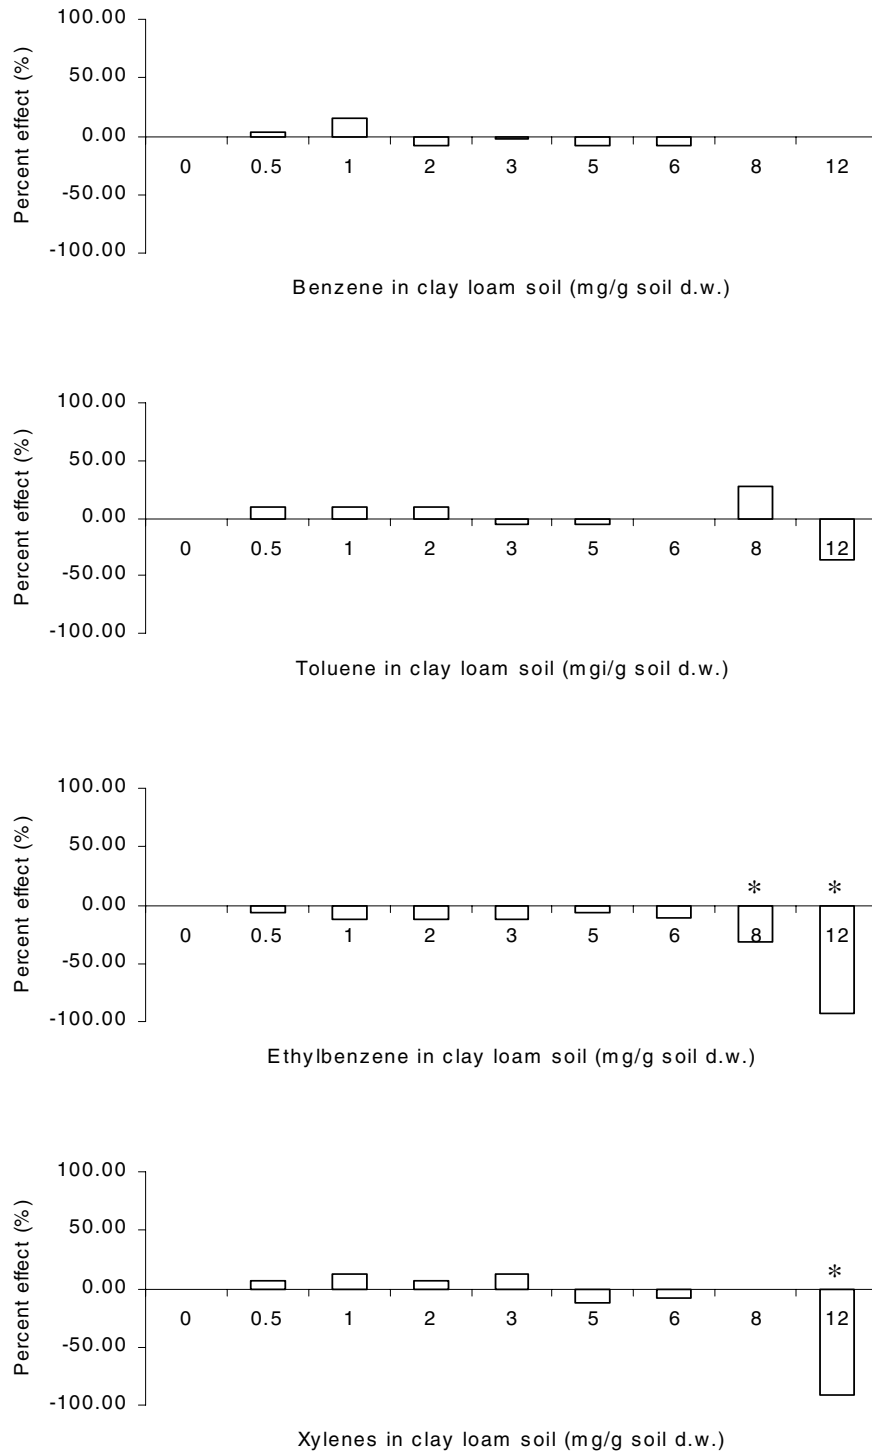 100.00
50.00
0.00
-50.00
-100.00
Percent effect (%)
0 0.5 1 2 3 5 6 8 12
Benzene in clay loam soil (mg/g soil d.w.)
100.00
50.00
0.00
-50.00
-100.00
Percent effect (%)
0 0.5 1 2 3 5 6 8 12
Toluene in clay loam soil (mgi/g soil d.w.)
100.00
50.00
0.00
-50.00
-100.00
Percent effect (%)
* *
0 0.5 1 2 3 5 6 8 12
Ethylbenzene in clay loam soil (mg/g soil d.w.)
100.00
50.00
0.00
-50.00
-100.00
Percent effect (%)
*
0 0.5 1 2 3 5 6 8 12
Xylenes in clay loam soil (mg/g soil d.w.)